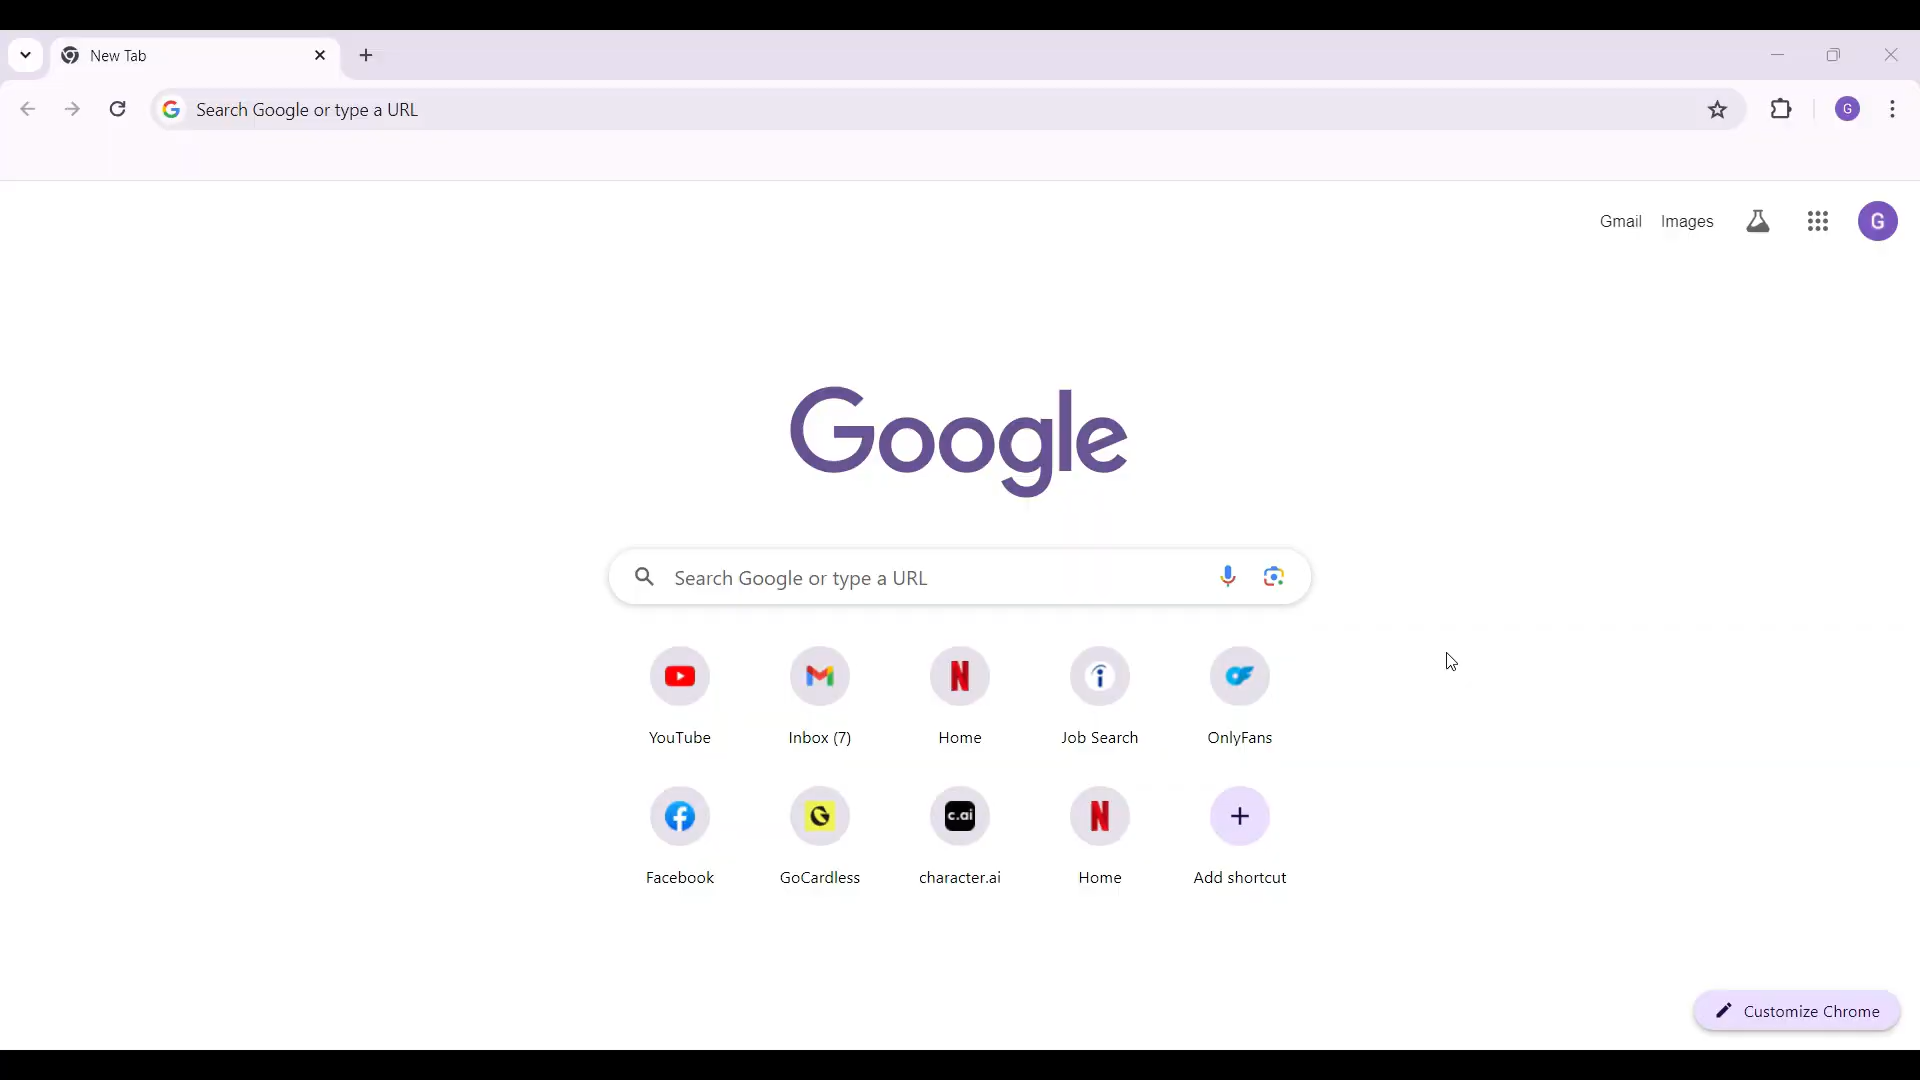 New Tab
Search Google or type a URL
G
Gmail Images
G
Google
Search Google or type a URL
YouTube Inbox (7) Home Job Search OnlyFans
c.ai
Facebook GoCardless character.ai Home Add shortcut
Customize Chrome